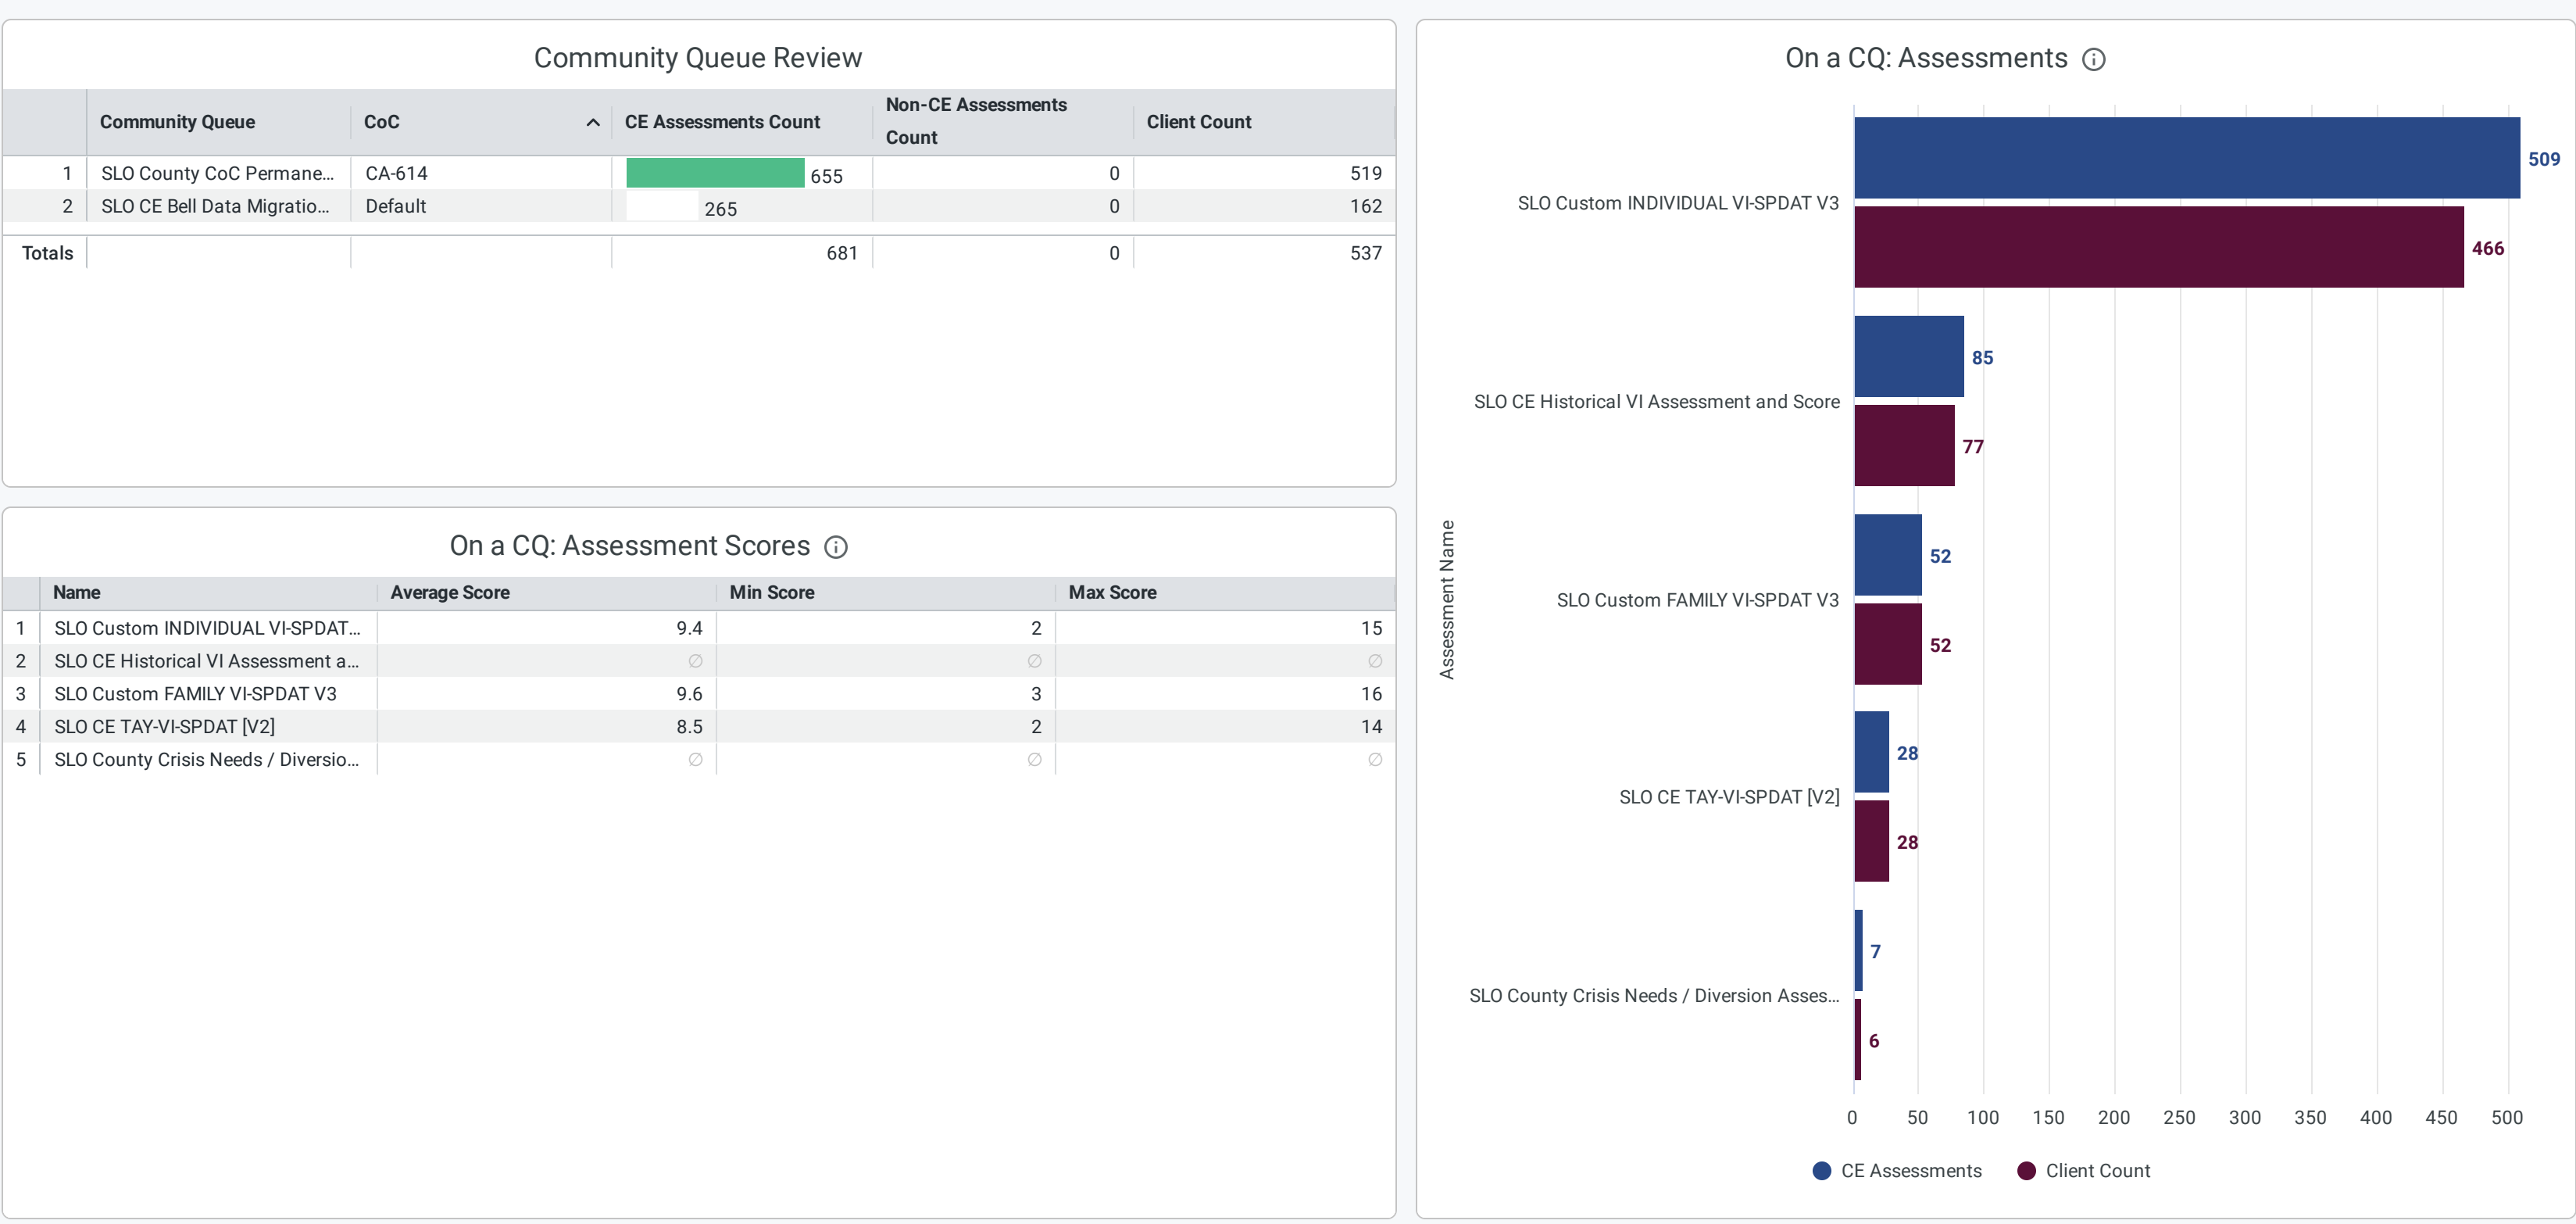 Community Queue Review
Community Queue CoC CE Assessments Count Non-CE Assessments Count Client Count
1 SLO County CoC Permane... CA-614 655 0 519
2 SLO CE Bell Data Migratio... Default 265 0 162
Totals 681 0 537
On a CQ: Assessment Scores
Name Average Score Min Score Max Score
1 SLO Custom INDIVIDUAL VI-SPDAT... 9.4 2 15
2 SLO CE Historical VI Assessment a... ∅ ∅ ∅
3 SLO Custom FAMILY VI-SPDAT V3 9.6 3 16
4 SLO CE TAY-VI-SPDAT [V2] 8.5 2 14
5 SLO County Crisis Needs / Diversio... ∅ ∅ ∅
On a CQ: Assessments
Assessment Name
SLO Custom INDIVIDUAL VI-SPDAT V3
509
466
SLO CE Historical VI Assessment and Score
85
77
SLO Custom FAMILY VI-SPDAT V3
52
52
SLO CE TAY-VI-SPDAT [V2]
28
28
SLO County Crisis Needs / Diversion Asses...
7
6
0 50 100 150 200 250 300 350 400 450 500
CE Assessments Client Count